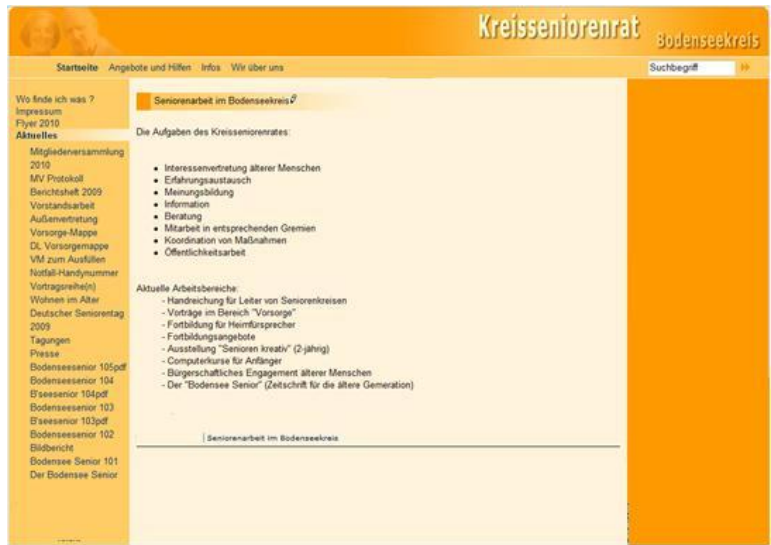 Kreisseniorenrat
Bodenseekreis
Startseite Angebote und Hilfen Infos Wir über uns
Suchbegriff
Wo finde ich was ?
Impressum
Flyer 2010
Aktuelles
Mitgliederversammlung
2010
MV Protokoll
Berichtsheft 2009
Vorstandsarbeit
Außenvertretung
Vorsorge-Mappe
DL Vorsorgemappe
VM zum Ausfüllen
Notfall-Handynummer
Vortragsreihe(n)
Wohnen im Alter
Deutscher Seniorentag
2009
Tagungen
Presse
Bodenseesenior 105pdf
Bodenseesenior 104
B'seesenior 104pdf
Bodenseesenior 103
B'seesenior 103pdf
Bodenseesenior 102
Bildbericht
Bodensee Senior 101
Der Bodensee Senior
Seniorenarbeit im Bodenseekreis
Die Aufgaben des Kreisseniorenrates:
Interessenvertretung älterer Menschen
Erfahrungsaustausch
Meinungsbildung
Information
Beratung
Mitarbeit in entsprechenden Gremien
Koordination von Maßnahmen
Öffentlichkeitsarbeit
Aktuelle Arbeitsbereiche:
- Handreichung für Leiter von Seniorenkreisen
- Vorträge im Bereich "Vorsorge"
- Fortbildung für Heimfürsprecher
- Fortbildungsangebote
- Ausstellung "Senioren kreativ" (2-jährig)
- Computerkurse für Anfänger
- Bürgerschaftliches Engagement älterer Menschen
- Der "Bodensee Senior" (Zeitschrift für die ältere Gemeration)
Seniorenarbeit im Bodenseekreis